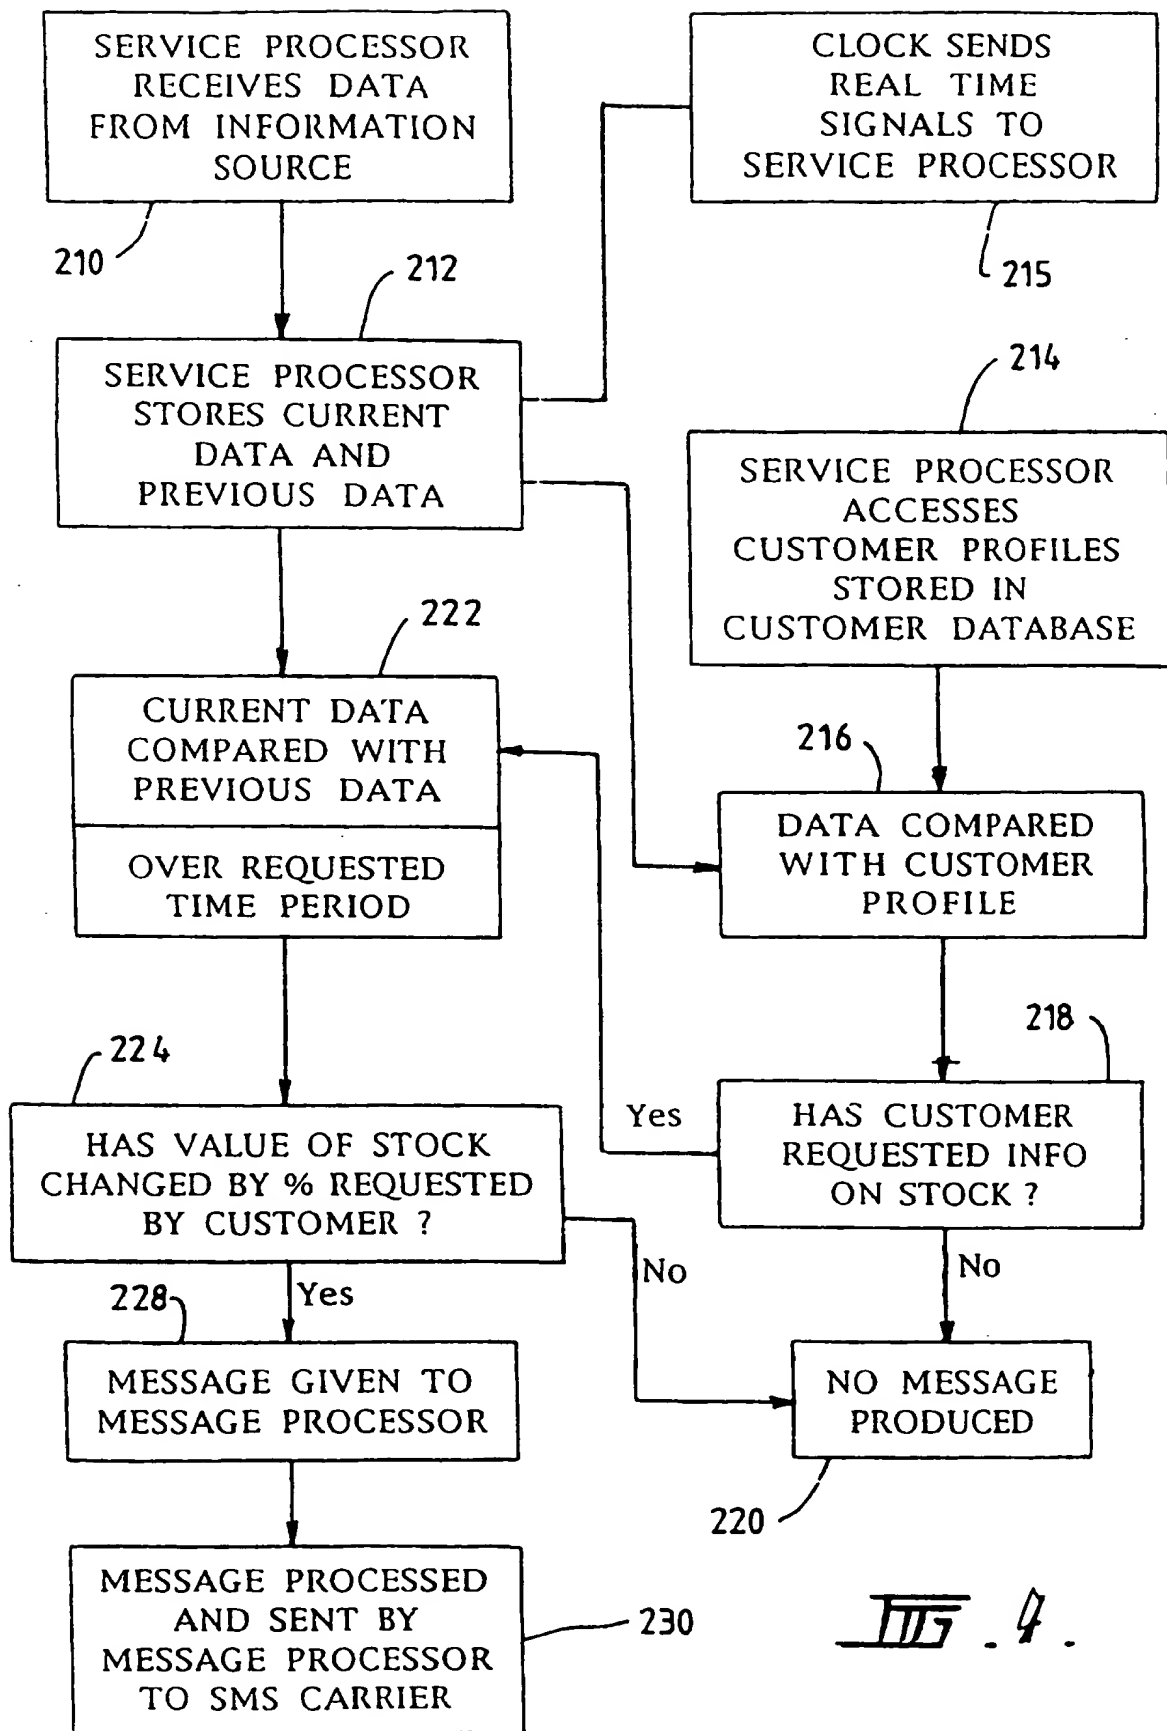 SERVICE PROCESSOR
RECEIVES DATA
FROM INFORMATION
SOURCE
210
CLOCK SENDS
REAL TIME
SIGNALS TO
SERVICE PROCESSOR
215
212
SERVICE PROCESSOR
STORES CURRENT
DATA AND
PREVIOUS DATA
214
SERVICE PROCESSOR
ACCESSES
CUSTOMER PROFILES
STORED IN
CUSTOMER DATABASE
222
CURRENT DATA
COMPARED WITH
PREVIOUS DATA
OVER REQUESTED
TIME PERIOD
216
DATA COMPARED
WITH CUSTOMER
PROFILE
218
HAS CUSTOMER
REQUESTED INFO
ON STOCK ?
Yes
No
224
HAS VALUE OF STOCK
CHANGED BY % REQUESTED
BY CUSTOMER ?
No
Yes
228
MESSAGE GIVEN TO
MESSAGE PROCESSOR
NO MESSAGE
PRODUCED
220
MESSAGE PROCESSED
AND SENT BY
MESSAGE PROCESSOR
TO SMS CARRIER
230
FIG. 4.